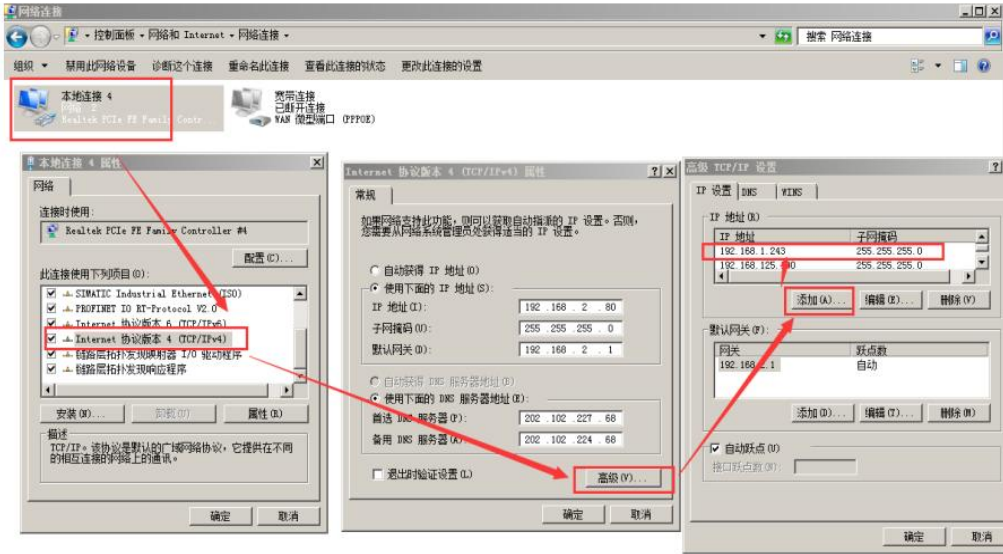 网络连接
控制面板 网络和 Internet 网络连接
搜索 网络连接
组织 禁用此网络设备 诊断这个连接 重命名此连接 查看此连接的状态 更改此连接的设置
本地连接 4
网络 2
Realtek PCIe FE Family Contr...
宽带连接
已断开连接
WAN 微型端口 (PPPOE)
本地连接 4 属性
网络
连接时使用:
Realtek PCIe FE Family Controller #4
配置(C)...
此连接使用下列项目(O):
SIMATIC Industrial Ethernet (ISO)
PROFINET IO RT-Protocol V2.0
Internet 协议版本 6 (TCP/IPv6)
Internet 协议版本 4 (TCP/IPv4)
链路层拓扑发现映射器 I/O 驱动程序
链路层拓扑发现响应程序
安装(N)... 卸载(U) 属性(R)
描述
TCP/IP。该协议是默认的广域网络协议，它提供在不同
的相互连接的网络上的通讯。
确定 取消
Internet 协议版本 4 (TCP/IPv4) 属性
常规
如果网络支持此功能，则可以获取自动指派的 IP 设置。否则，
您需要从网络系统管理员处获得适当的 IP 设置。
自动获得 IP 地址(O)
使用下面的 IP 地址(S):
IP 地址(I): 192 .168 . 2 . 80
子网掩码(U): 255 .255 .255 . 0
默认网关(D): 192 .168 . 2 . 1
自动获得 DNS 服务器地址(B)
使用下面的 DNS 服务器地址(E):
首选 DNS 服务器(P): 202 .102 .227 . 68
备用 DNS 服务器(A): 202 .102 .224 . 68
退出时验证设置(L)
高级(V)...
确定 取消
高级 TCP/IP 设置
IP 设置 DNS WINS
IP 地址(R)
IP 地址 子网掩码
192.168.1.243 255.255.255.0
255.255.255.0
添加(A)... 编辑(E)... 删除(V)
默认网关(F):
网关 跃点数
192.168.2.1 自动
添加(D)... 编辑(T)... 删除(M)
自动跃点(U)
接口跃点数(N):
确定 取消